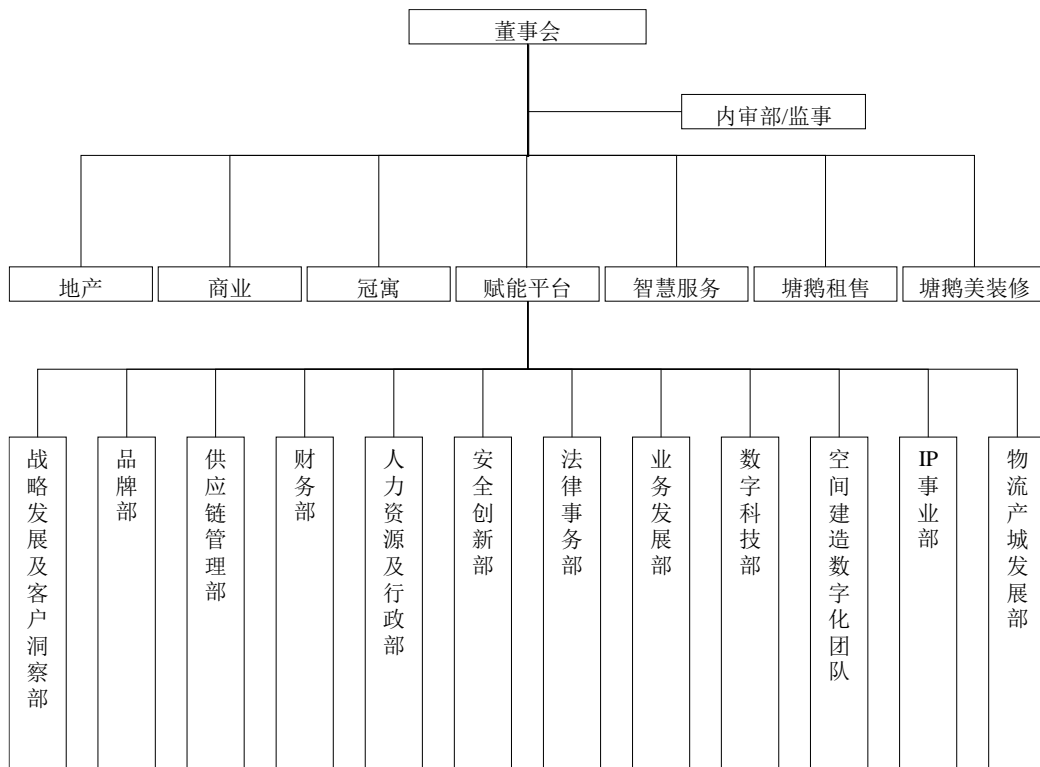 董事会
内审部/监事
地产
商业
冠寓
赋能平台
智慧服务
塘鹅租售
塘鹅美装修
战略发展及客户洞察部
品牌部
供应链管理部
财务部
人力资源及行政部
安全创新部
法律事务部
业务发展部
数字科技部
空间建造数字化团队
IP事业部
物流产城发展部